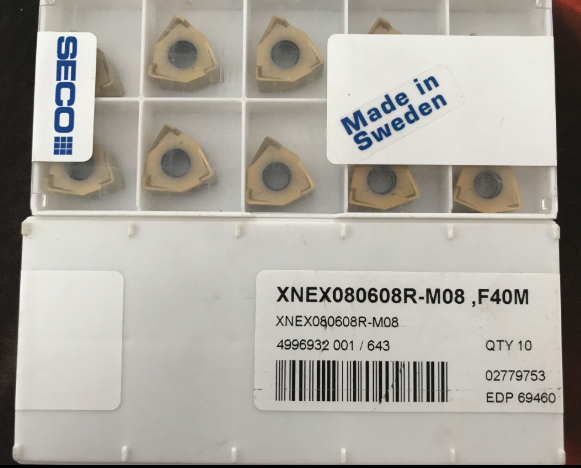 SECO
Made in
Sweden
XNEX080608R-M08 ,F40M
XNEX080608R-M08
4996932 001 / 643
QTY 10
02779753
EDP 69460